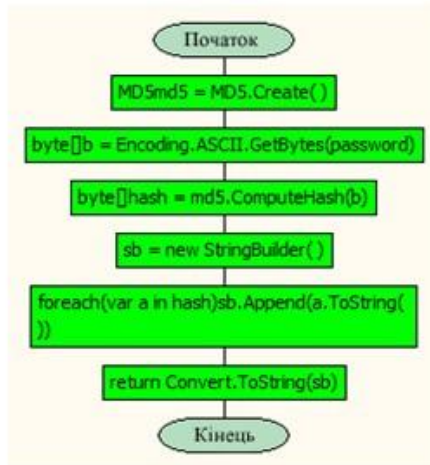 Початок
MD5md5 = MD5.Create()
byte[]b = Encoding.ASCII.GetBytes(password)
byte[]hash = md5.ComputeHash(b)
sb = new StringBuilder()
foreach(var a in hash)sb.Append(a.ToString(
))
return Convert.ToString(sb)
Кінець